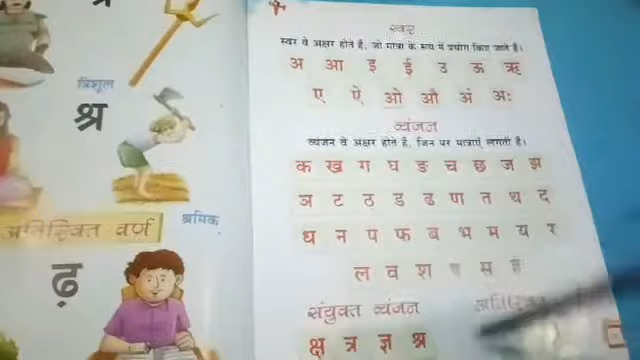 त्र
त्रिशूल
श्र
श्रमिक
अतिरिक्त वर्ण
ढ़
स्वर
स्वर वे अक्षर होते हैं, जो मात्रा के रूप में प्रयोग किए जाते हैं।
अ आ इ ई उ ऊ ऋ
ए ऐ ओ औ अं अः
व्यंजन
व्यंजन वे अक्षर होते हैं, जिन पर मात्राएँ लगती हैं।
क ख ग घ ङ च छ ज झ
ञ ट ठ ड ढ ण त थ द
ध न प फ ब भ म य र
ल व श स
संयुक्त व्यंजन
क्ष त्र ज्ञ श्र